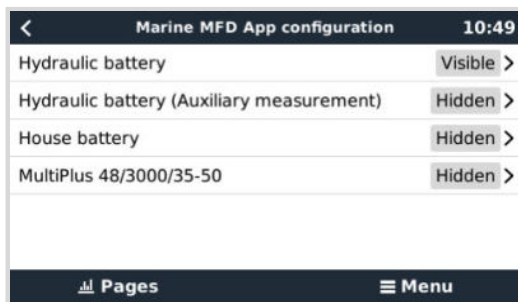 Marine MFD App configuration 10:49
Hydraulic battery Visible
Hydraulic battery (Auxiliary measurement) Hidden
House battery Hidden
MultiPlus 48/3000/35-50 Hidden
Pages Menu